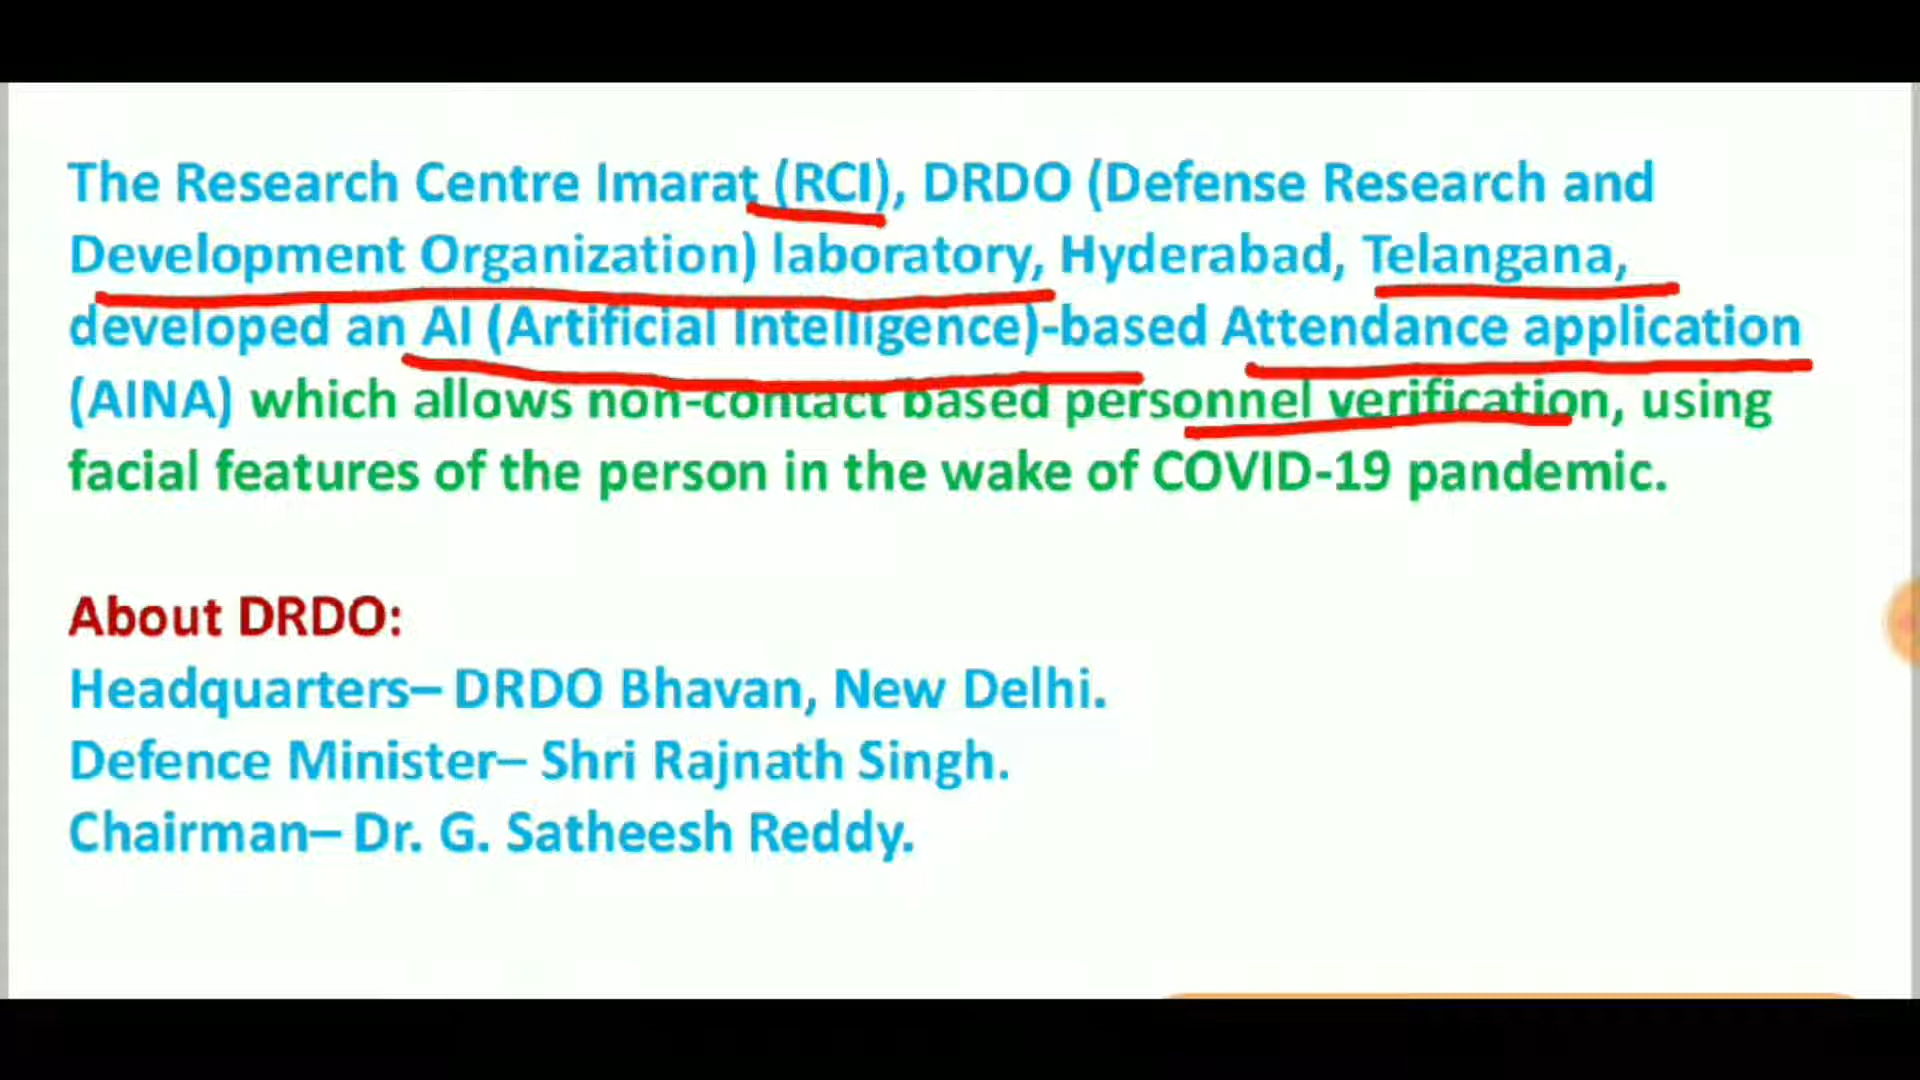 The Research Centre Imarat (RCI), DRDO (Defense Research and
Development Organization) laboratory, Hyderabad, Telangana,
developed an AI (Artificial Intelligence)-based Attendance application
(AINA) which allows non-contact based personnel verification, using
facial features of the person in the wake of COVID-19 pandemic.
About DRDO:
Headquarters– DRDO Bhavan, New Delhi.
Defence Minister– Shri Rajnath Singh.
Chairman– Dr. G. Satheesh Reddy.